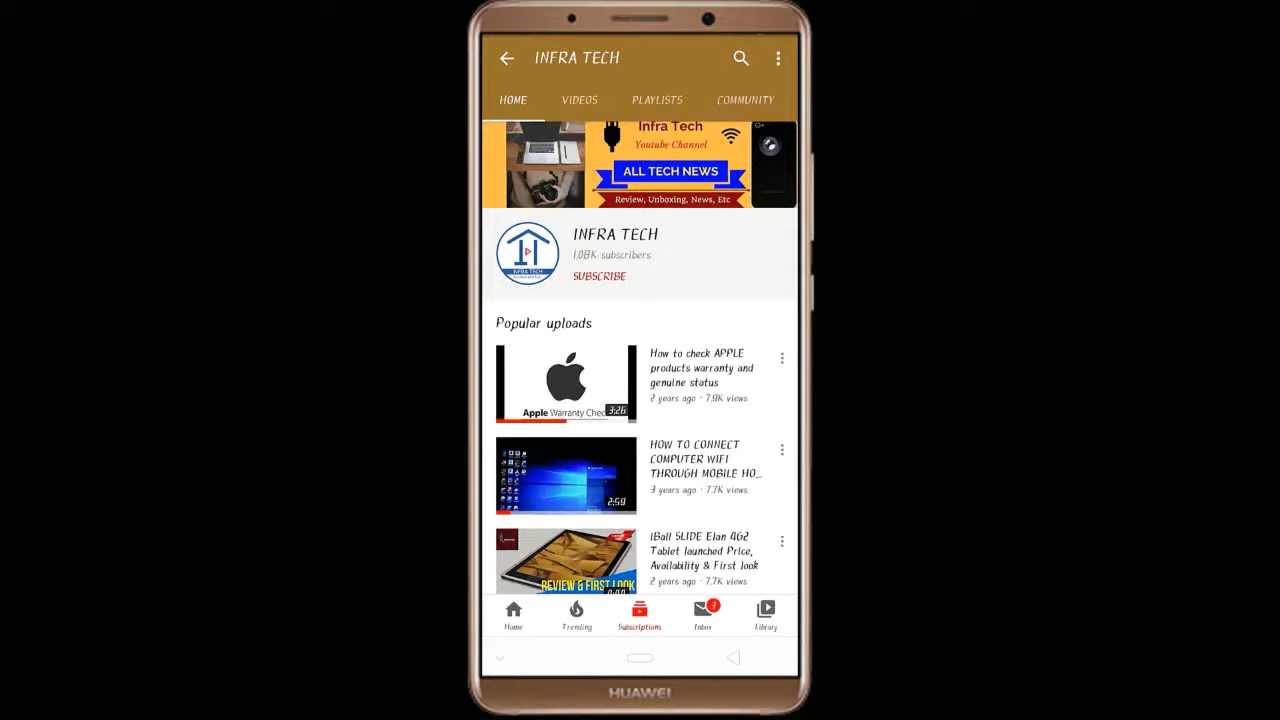 INFRA TECH
HOME VIDEOS PLAYLISTS COMMUNITY
Infra Tech
Youtube Channel
ALL TECH NEWS
Review, Unboxing, News, Etc
INFRA TECH
INFRA TECH
1.08K subscribers
SUBSCRIBE
Popular uploads
How to check APPLE
products warranty and
genuine status
2 years ago · 7.9K views
Apple Warranty Chec
3:26
HOW TO CONNECT
COMPUTER WIFI
THROUGH MOBILE HO...
3 years ago · 7.7K views
2:59
iBall SLIDE Elan 4G2
Tablet launched Price,
Availability & First look
2 years ago · 7.7K views
REVIEW & FIRST LOOK
Home Trending Subscriptions Inbox Library
3
HUAWEI